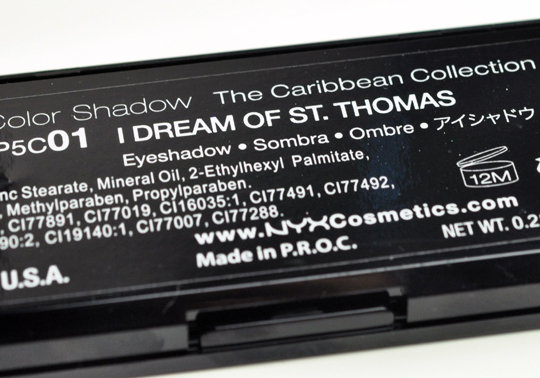 Color Shadow The Caribbean Collection
P5C01 I DREAM OF ST. THOMAS
Eyeshadow • Sombra • Ombre • アイシャドウ
nc Stearate, Mineral Oil, 2-Ethylhexyl Palmitate,
, Methylparaben, Propylparaben.
, CI77891, CI77019, CI16035:1, CI77491, CI77492,
90:2, CI19140:1, CI77007, CI77288.
12M
www.NYXCosmetics.com
Made in P.R.O.C.
NET WT. 0.2
U.S.A.